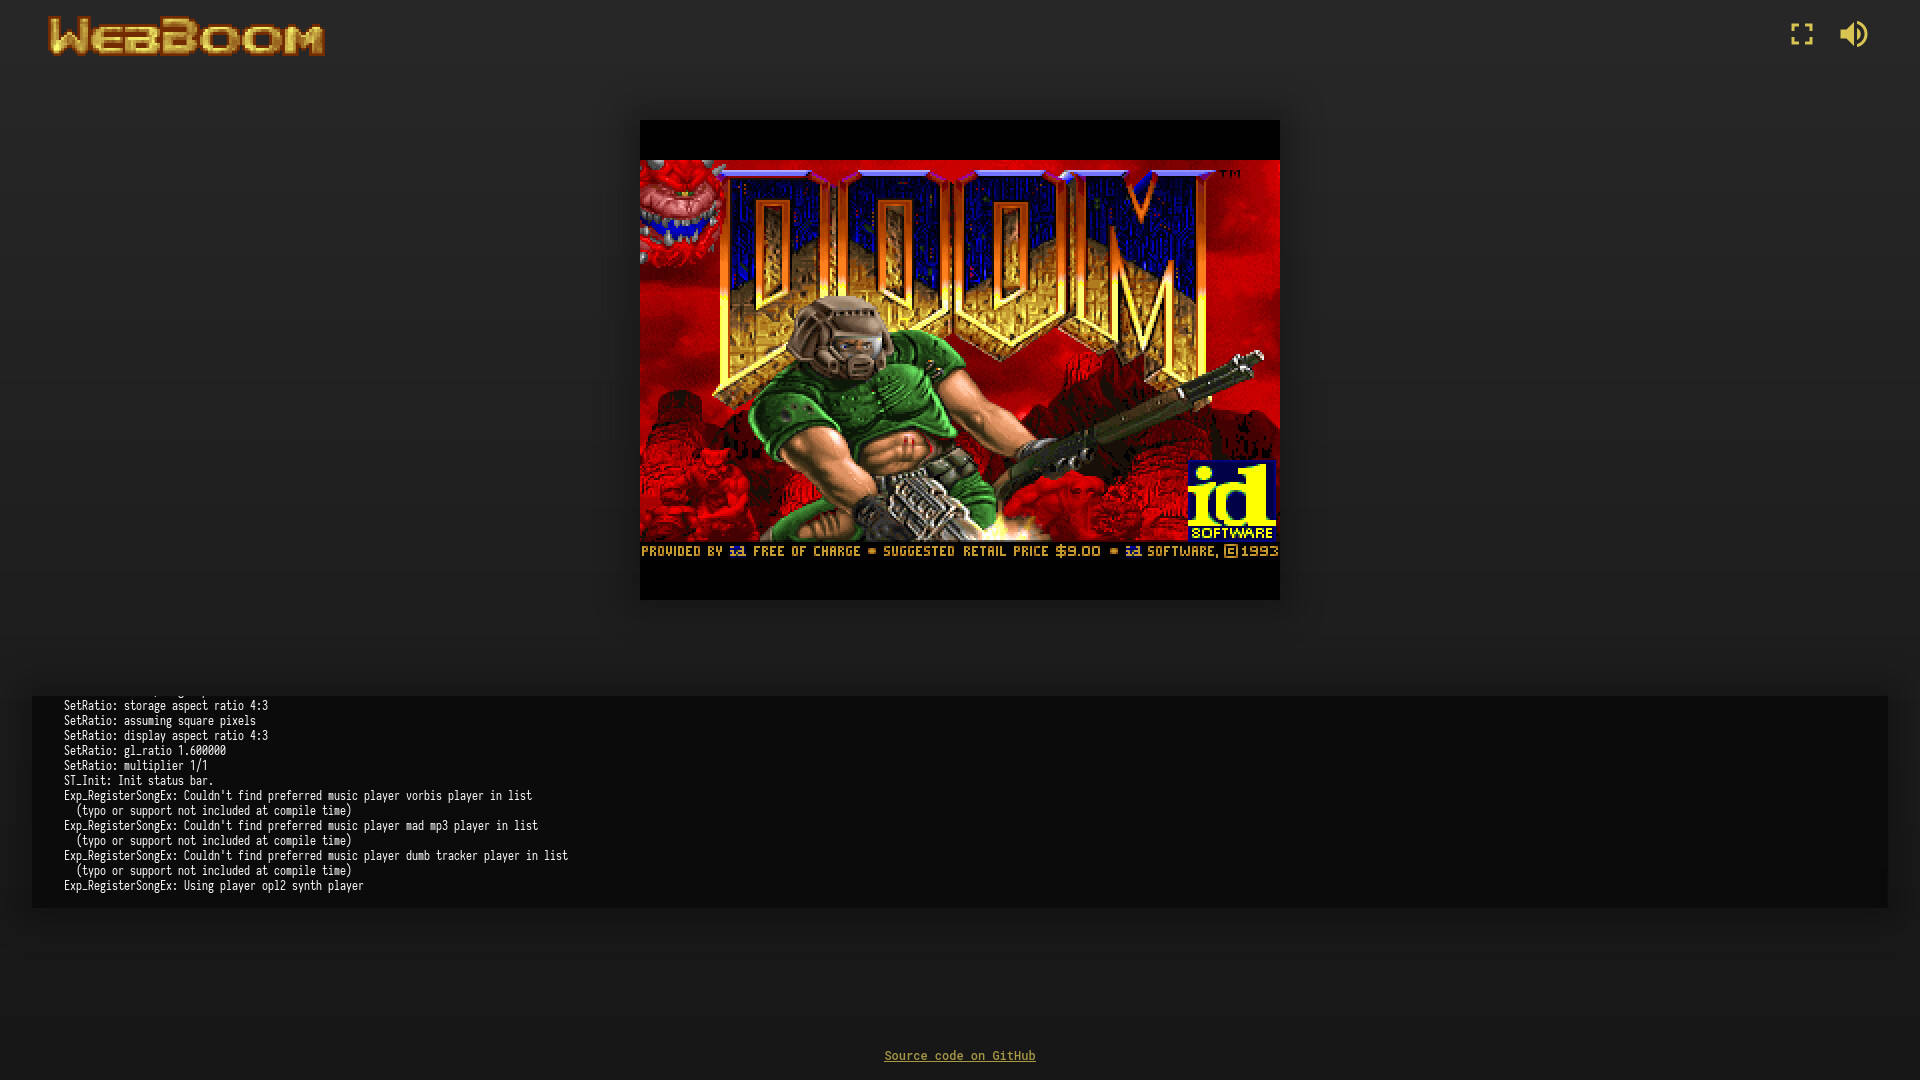 WEBBOOM
DOOM ™
id
SOFTWARE
PROVIDED BY id FREE OF CHARGE * SUGGESTED RETAIL PRICE $9.00 * id SOFTWARE, © 1993
SetRatio: storage aspect ratio 4:3
SetRatio: assuming square pixels
SetRatio: display aspect ratio 4:3
SetRatio: gl_ratio 1.600000
SetRatio: multiplier 1/1
ST_Init: Init status bar.
Exp_RegisterSongEx: Couldn't find preferred music player vorbis player in list
(typo or support not included at compile time)
Exp_RegisterSongEx: Couldn't find preferred music player mad mp3 player in list
(typo or support not included at compile time)
Exp_RegisterSongEx: Couldn't find preferred music player dumb tracker player in list
(typo or support not included at compile time)
Exp_RegisterSongEx: Using player opl2 synth player
Source code on GitHub